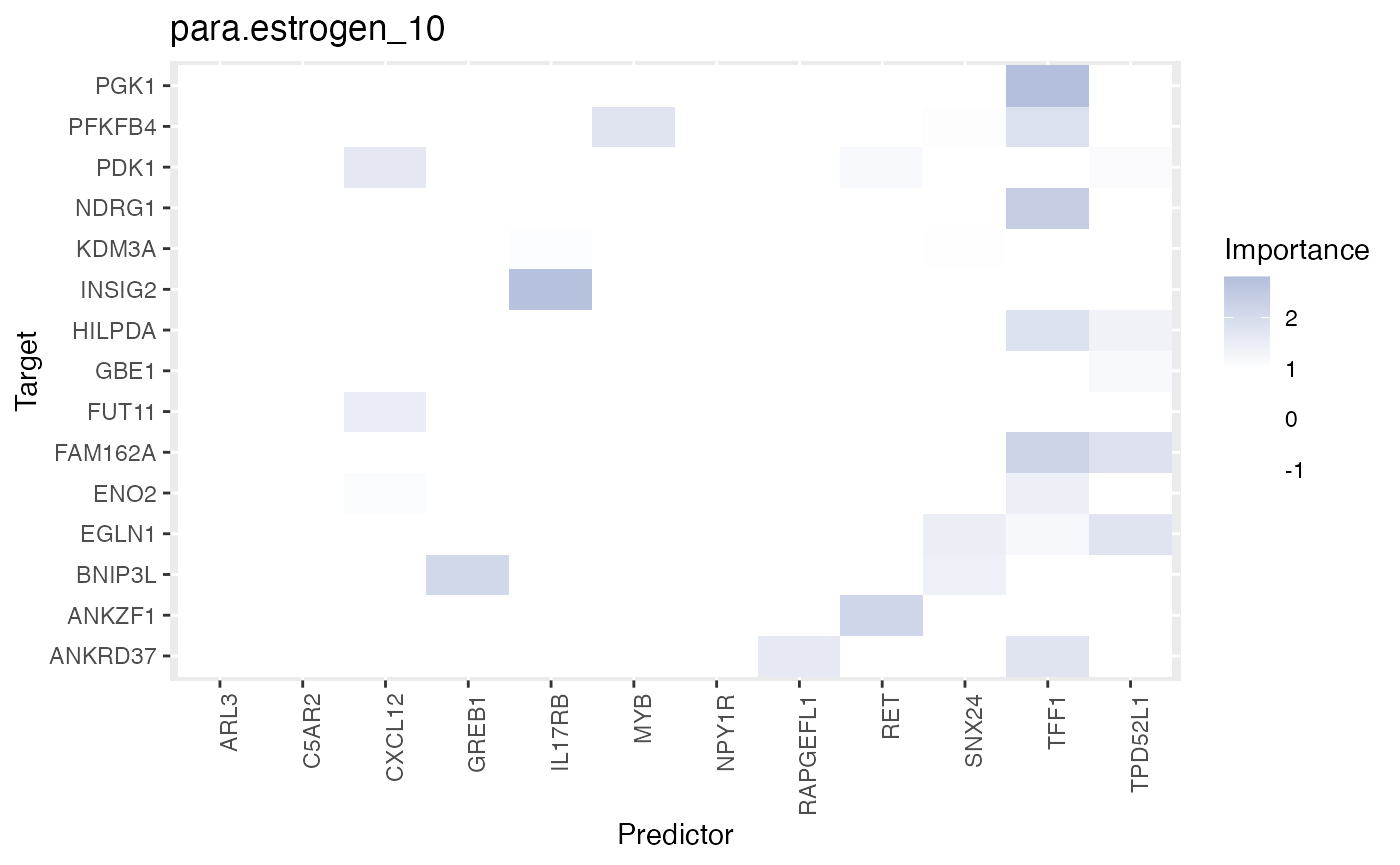 para.estrogen_10
PGK1
PFKFB4
PDK1
NDRG1
KDM3A
INSIG2
HILPDA
GBE1
FUT11
FAM162A
ENO2
EGLN1
BNIP3L
ANKZF1
ANKRD37
Target
ARL3
C5AR2
CXCL12
GREB1
IL17RB
MYB
NPY1R
RAPGEFL1
RET
SNX24
TFF1
TPD52L1
Predictor
Importance
2
1
0
-1